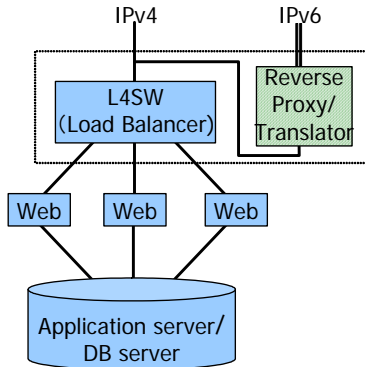 IPv4
IPv6
L4SW
(Load Balancer)
Reverse
Proxy/
Translator
Web
Web
Web
Application server/
DB server